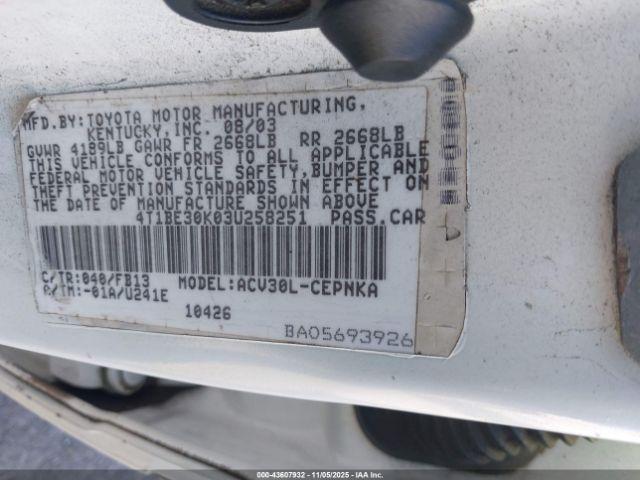 MFD.BY:TOYOTA MOTOR MANUFACTURING,
KENTUCKY,INC. 08/03
GVWR 4189LB GAWR FR 2668LB RR 2668LB
THIS VEHICLE CONFORMS TO ALL APPLICABLE
FEDERAL MOTOR VEHICLE SAFETY, BUMPER AND
THEFT PREVENTION STANDARDS IN EFFECT ON
THE DATE OF MANUFACTURE SHOWN ABOVE
4T1BE30K03U258251 PASS.CAR
C/TR:040/FB13 MODEL:ACV30L-CEPNKA
A/TM:-01A/U241E
10426
BA05693926
000-43607932 - 11/05/2025 - IAAI.COM